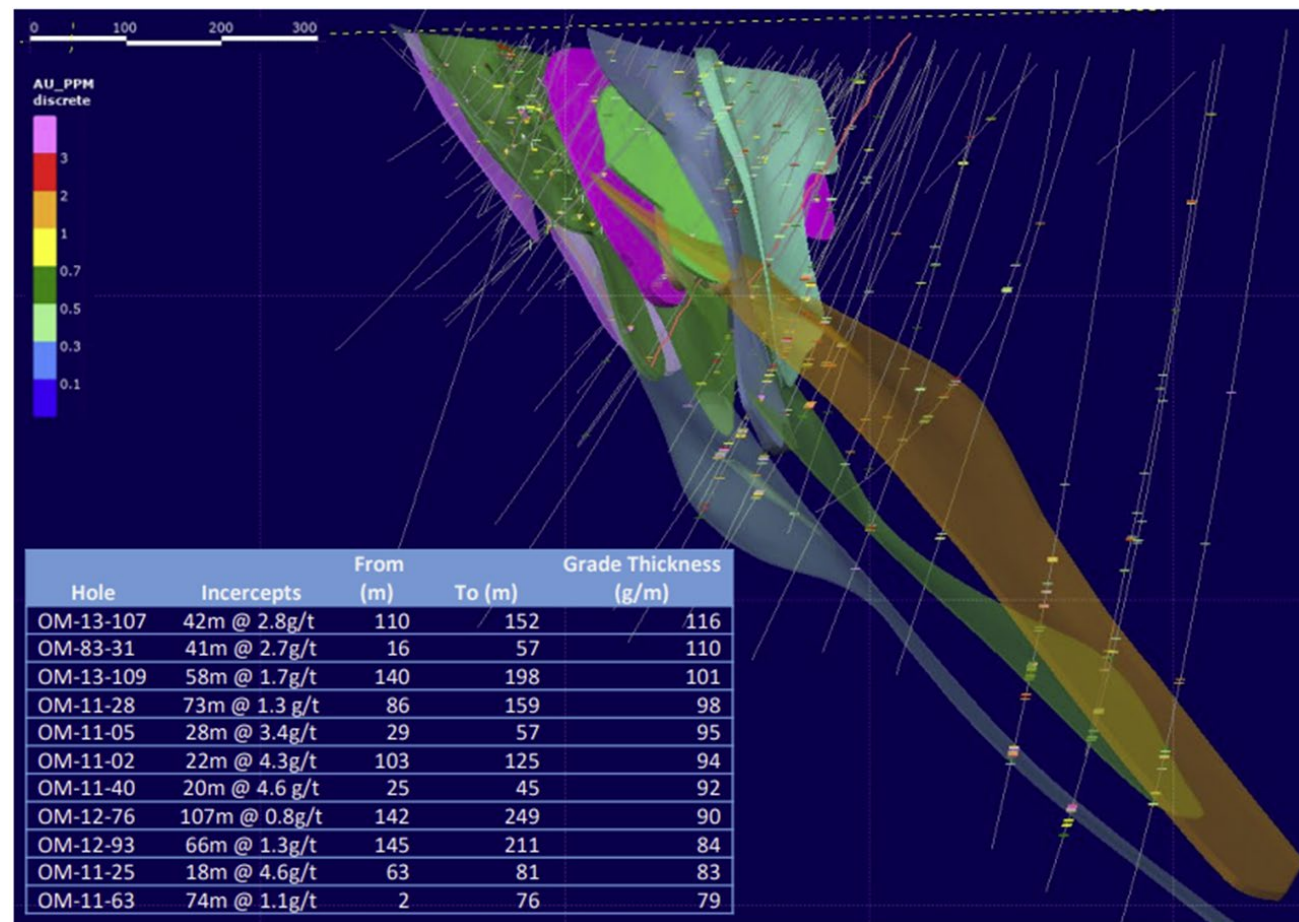 0 100 200 300
AU_PPM
discrete
3
2
1
0.7
0.5
0.3
0.1
Hole Incercepts From (m) To (m) Grade Thickness (g/m)
OM-13-107 42m @ 2.8g/t 110 152 116
OM-83-31 41m @ 2.7g/t 16 57 110
OM-13-109 58m @ 1.7g/t 140 198 101
OM-11-28 73m @ 1.3 g/t 86 159 98
OM-11-05 28m @ 3.4g/t 29 57 95
OM-11-02 22m @ 4.3g/t 103 125 94
OM-11-40 20m @ 4.6 g/t 25 45 92
OM-12-76 107m @ 0.8g/t 142 249 90
OM-12-93 66m @ 1.3g/t 145 211 84
OM-11-25 18m @ 4.6g/t 63 81 83
OM-11-63 74m @ 1.1g/t 2 76 79